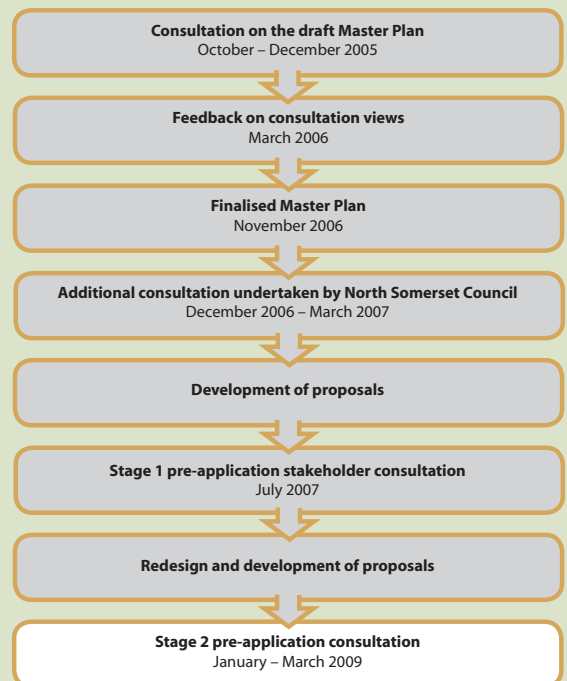 Consultation on the draft Master Plan
October – December 2005
Feedback on consultation views
March 2006
Finalised Master Plan
November 2006
Additional consultation undertaken by North Somerset Council
December 2006 – March 2007
Development of proposals
Stage 1 pre-application stakeholder consultation
July 2007
Redesign and development of proposals
Stage 2 pre-application consultation
January – March 2009